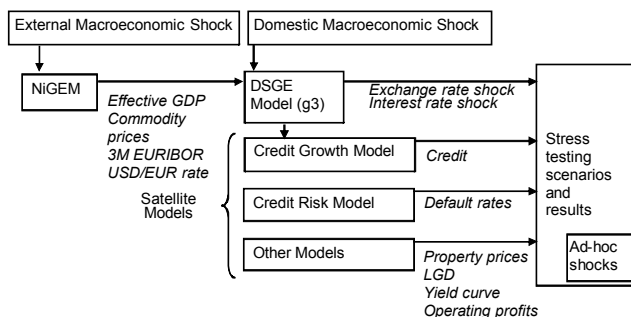 External Macroeconomic Shock
Domestic Macroeconomic Shock
NiGEM
DSGE
Model (g3)
Exchange rate shock
Interest rate shock
Effective GDP
Commodity
prices
3M EURIBOR
USD/EUR rate
Satellite
Models
Credit Growth Model
Credit
Credit Risk Model
Default rates
Other Models
Property prices
LGD
Yield curve
Operating profits
Stress
testing
scenarios
and
results
Ad-hoc
shocks